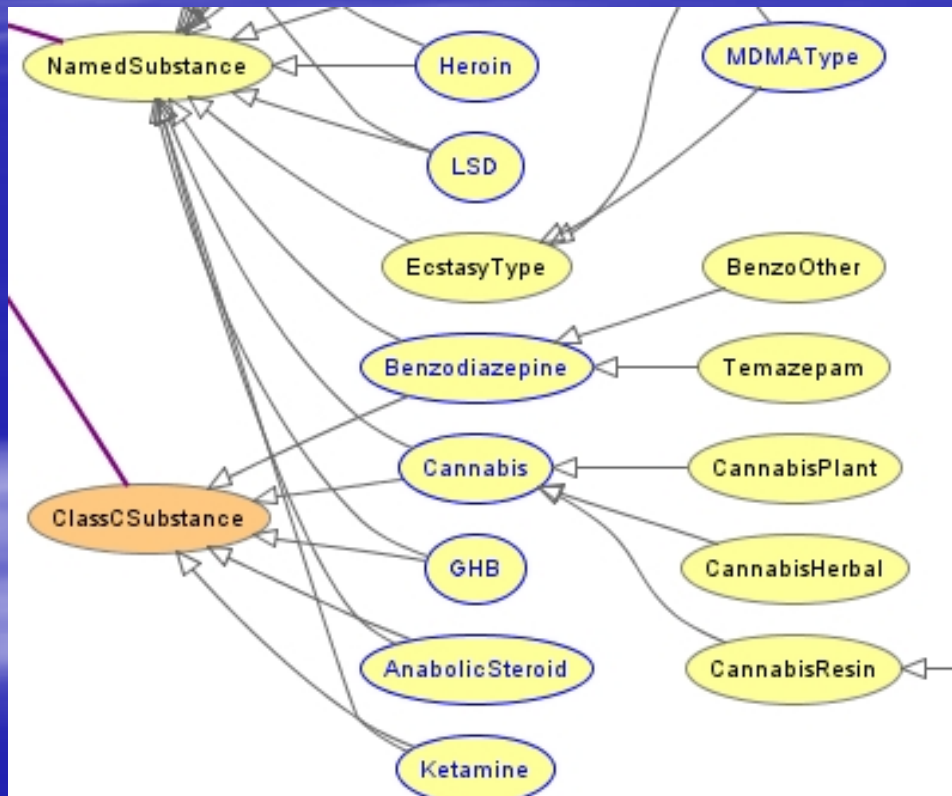 NamedSubstance
Heroin
MDMAType
LSD
EcstasyType
BenzoOther
Benzodiazepine
Temazepam
Cannabis
CannabisPlant
ClassCSubstance
GHB
CannabisHerbal
AnabolicSteroid
CannabisResin
Ketamine